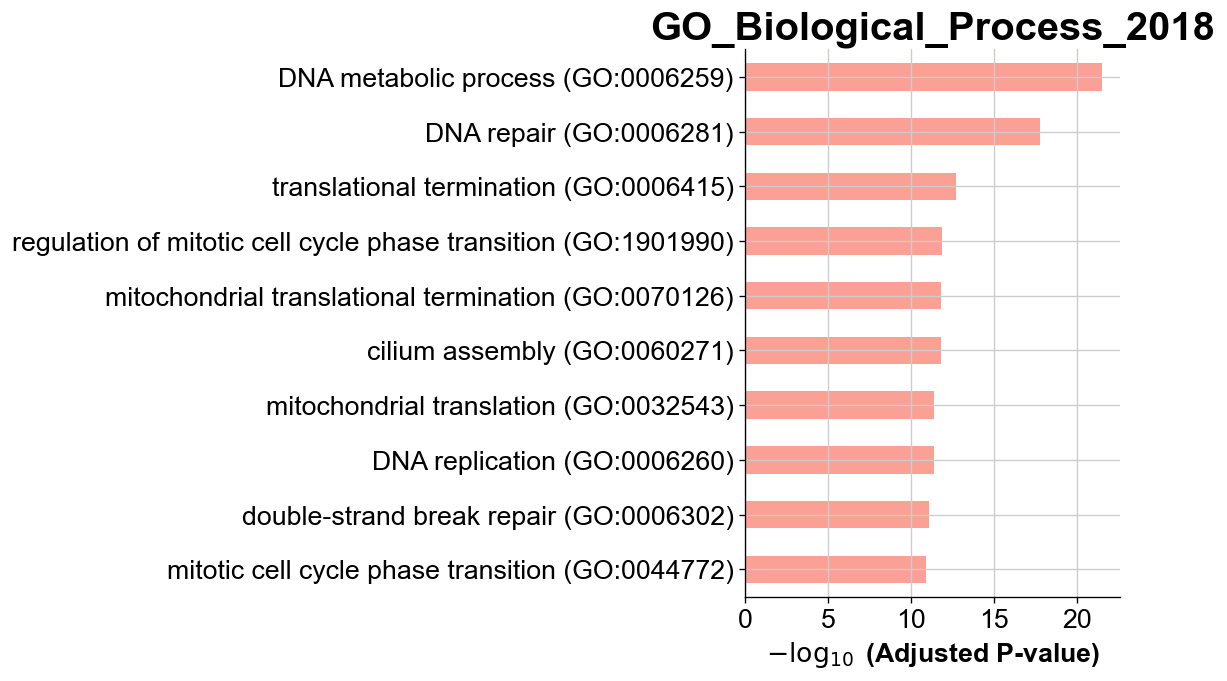 GO_Biological_Process_2018
DNA metabolic process (GO:0006259)
DNA repair (GO:0006281)
translational termination (GO:0006415)
regulation of mitotic cell cycle phase transition (GO:1901990)
mitochondrial translational termination (GO:0070126)
cilium assembly (GO:0060271)
mitochondrial translation (GO:0032543)
DNA replication (GO:0006260)
double-strand break repair (GO:0006302)
mitotic cell cycle phase transition (GO:0044772)
0 5 10 15 20
−log₁₀ (Adjusted P-value)